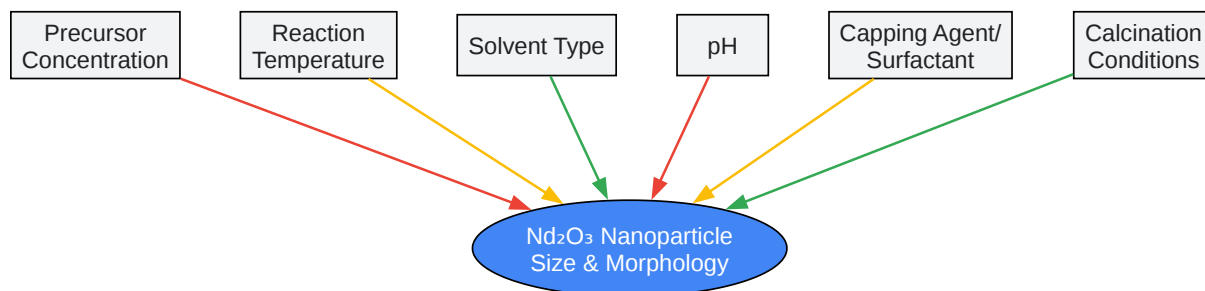 Precursor
Concentration
Reaction
Temperature
Solvent Type
pH
Capping Agent/
Surfactant
Calcination
Conditions
Nd₂O₃ Nanoparticle
Size & Morphology